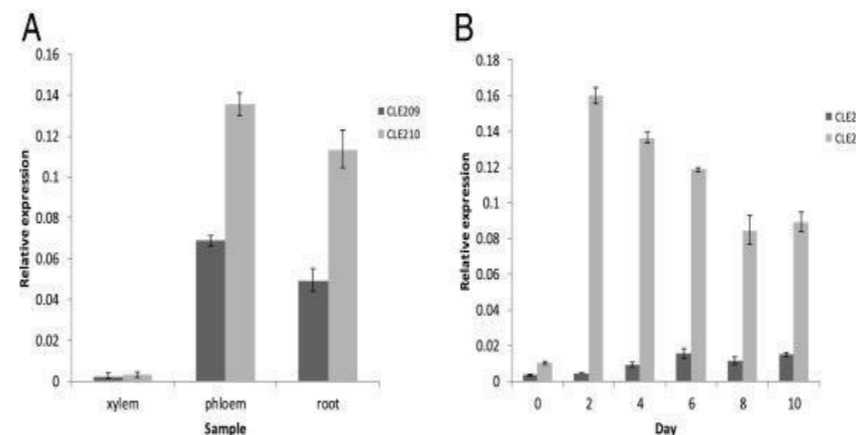 A
0.16
0.14
0.12
0.1
0.08
0.06
0.04
0.02
0
Relative expression
xylem phloem root
Sample
CLE209
CLE210
B
0.18
0.16
0.14
0.12
0.10
0.08
0.06
0.04
0.02
0
Relative expression
0 2 4 6 8 10
Day
CLE2
CLE2